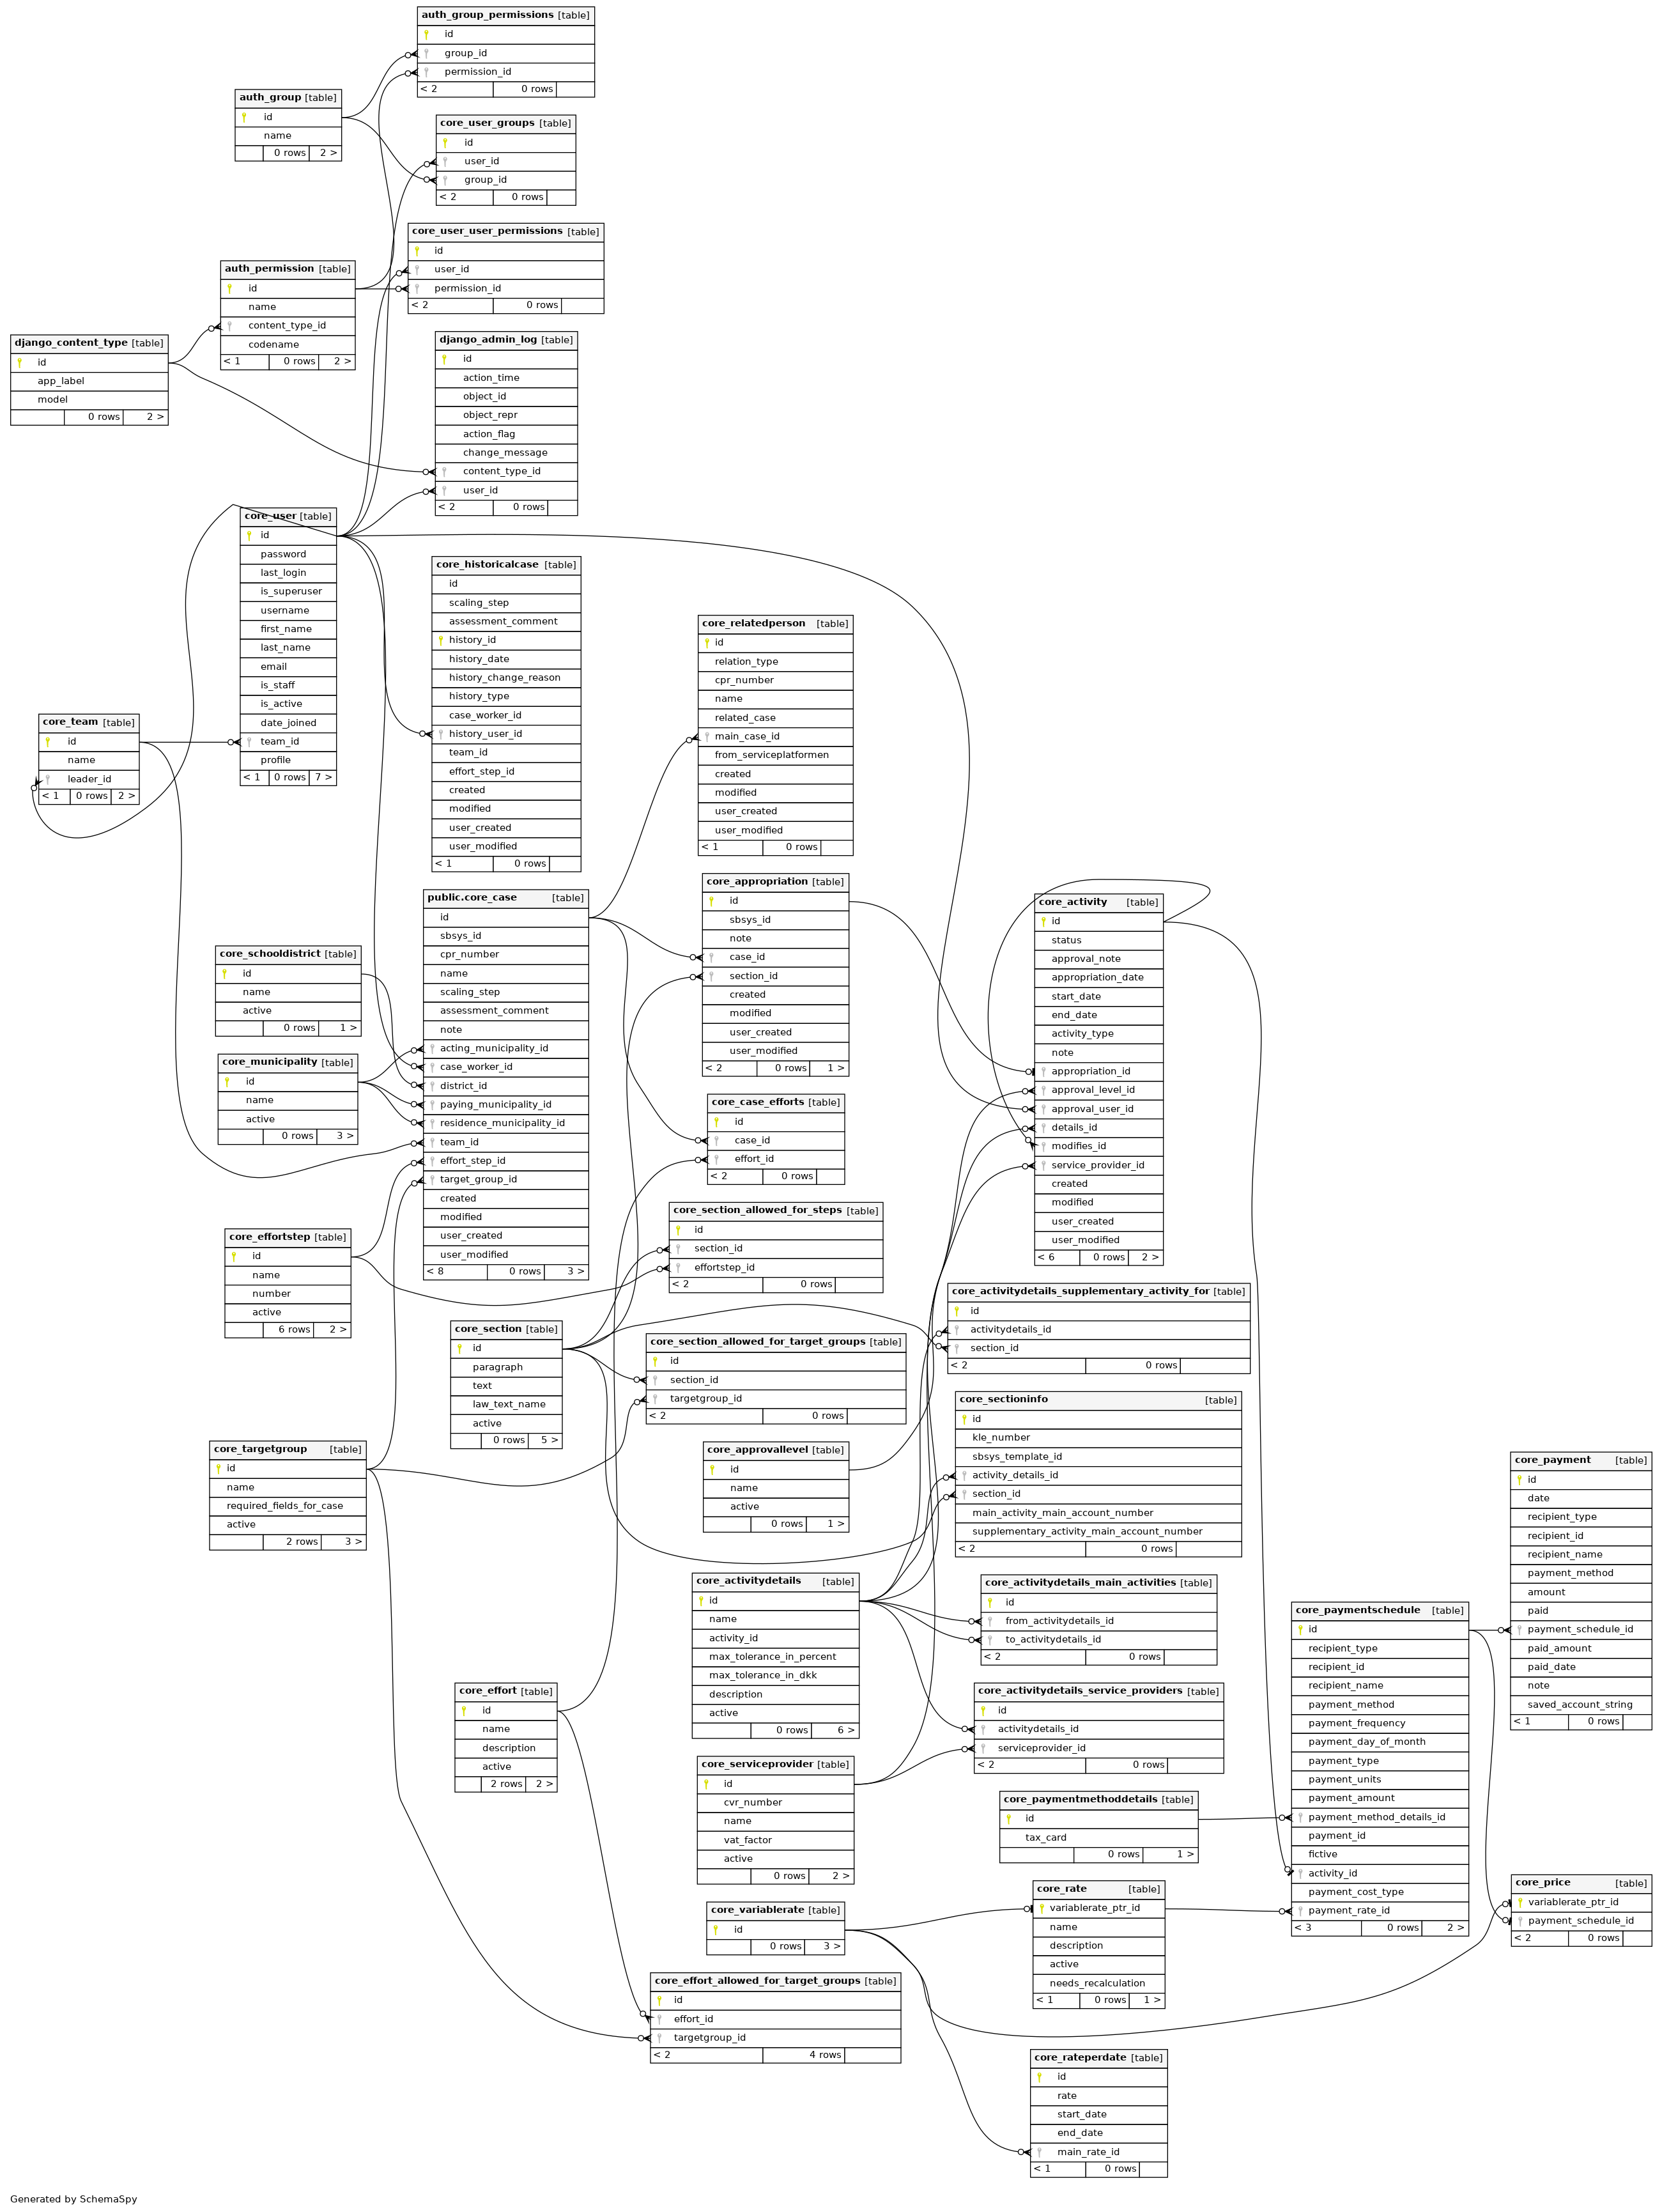 auth_group_permissions [table]
id
group_id
permission_id
< 2 0 rows
auth_group [table]
id
name
0 rows 2 >
core_user_groups [table]
id
user_id
group_id
< 2 0 rows
core_user_user_permissions [table]
id
user_id
permission_id
< 2 0 rows
auth_permission [table]
id
name
content_type_id
codename
< 1 0 rows 2 >
django_content_type [table]
id
app_label
model
0 rows 2 >
django_admin_log [table]
id
action_time
object_id
object_repr
action_flag
change_message
content_type_id
user_id
< 2 0 rows
core_user [table]
id
password
last_login
is_superuser
username
first_name
last_name
email
is_staff
is_active
date_joined
team_id
profile
< 1 0 rows 7 >
core_historicalcase [table]
id
scaling_step
assessment_comment
history_id
history_date
history_change_reason
history_type
case_worker_id
history_user_id
team_id
effort_step_id
created
modified
user_created
user_modified
< 1 0 rows
core_relatedperson [table]
id
relation_type
cpr_number
name
related_case
main_case_id
from_serviceplatformen
created
modified
user_created
user_modified
< 1 0 rows
core_team [table]
id
name
leader_id
< 1 0 rows 2 >
public.core_case [table]
id
sbsys_id
cpr_number
name
scaling_step
assessment_comment
note
acting_municipality_id
case_worker_id
district_id
paying_municipality_id
residence_municipality_id
team_id
effort_step_id
target_group_id
created
modified
user_created
user_modified
< 8 0 rows 3 >
core_appropriation [table]
id
sbsys_id
note
case_id
section_id
created
modified
user_created
user_modified
< 2 0 rows 1 >
core_activity [table]
id
status
approval_note
appropriation_date
start_date
end_date
activity_type
note
appropriation_id
approval_level_id
approval_user_id
details_id
modifies_id
service_provider_id
created
modified
user_created
user_modified
< 6 0 rows 2 >
core_schooldistrict [table]
id
name
active
0 rows 1 >
core_municipality [table]
id
name
active
0 rows 3 >
core_case_efforts [table]
id
case_id
effort_id
< 2 0 rows
core_section_allowed_for_steps [table]
id
section_id
effortstep_id
< 2 0 rows
core_effortstep [table]
id
name
number
active
6 rows 2 >
core_activitydetails_supplementary_activity_for [table]
id
activitydetails_id
section_id
< 2 0 rows
core_section [table]
id
paragraph
text
law_text_name
active
0 rows 5 >
core_section_allowed_for_target_groups [table]
id
section_id
targetgroup_id
< 2 0 rows
core_sectioninfo [table]
id
kle_number
sbsys_template_id
activity_details_id
section_id
main_activity_main_account_number
supplementary_activity_main_account_number
< 2 0 rows
core_targetgroup [table]
id
name
required_fields_for_case
active
2 rows 3 >
core_approvallevel [table]
id
name
active
0 rows 1 >
core_payment [table]
id
date
recipient_type
recipient_id
recipient_name
payment_method
amount
paid
payment_schedule_id
paid_amount
paid_date
note
saved_account_string
< 1 0 rows
core_activitydetails [table]
id
name
activity_id
max_tolerance_in_percent
max_tolerance_in_dkk
description
active
0 rows 6 >
core_activitydetails_main_activities [table]
id
from_activitydetails_id
to_activitydetails_id
< 2 0 rows
core_paymentschedule [table]
id
recipient_type
recipient_id
recipient_name
payment_method
payment_frequency
payment_day_of_month
payment_type
payment_units
payment_amount
payment_method_details_id
payment_id
fictive
activity_id
payment_cost_type
payment_rate_id
< 3 0 rows 2 >
core_effort [table]
id
name
description
active
2 rows 2 >
core_activitydetails_service_providers [table]
id
activitydetails_id
serviceprovider_id
< 2 0 rows
core_serviceprovider [table]
id
cvr_number
name
vat_factor
active
0 rows 2 >
core_paymentmethoddetails [table]
id
tax_card
0 rows 1 >
core_price [table]
variablerate_ptr_id
payment_schedule_id
< 2 0 rows
core_rate [table]
variablerate_ptr_id
name
description
active
needs_recalculation
< 1 0 rows 1 >
core_variablerate [table]
id
0 rows 3 >
core_effort_allowed_for_target_groups [table]
id
effort_id
targetgroup_id
< 2 4 rows
core_rateperdate [table]
id
rate
start_date
end_date
main_rate_id
< 1 0 rows
Generated by SchemaSpy